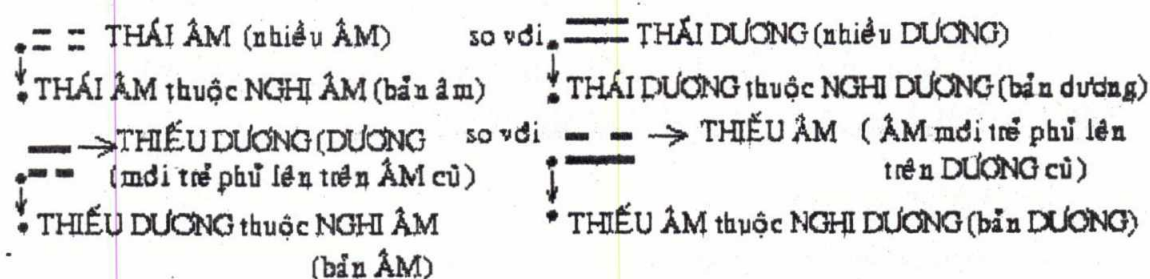 THÁI ÂM (nhiều ÂM) so với THÁI DƯƠNG (nhiều DƯƠNG)
THÁI ÂM thuộc NGHI ÂM (bản âm) THÁI DƯƠNG thuộc NGHI DƯƠNG (bản dương)
THIẾU DƯƠNG (DƯƠNG so với THIẾU ÂM ( ÂM mới trẻ phủ lên
(mới trẻ phủ lên trên ÂM cũ) trên DƯƠNG cũ)
THIẾU DƯƠNG thuộc NGHI ÂM THIẾU ÂM thuộc NGHI DƯƠNG (bản DƯƠNG)
(bản ÂM)